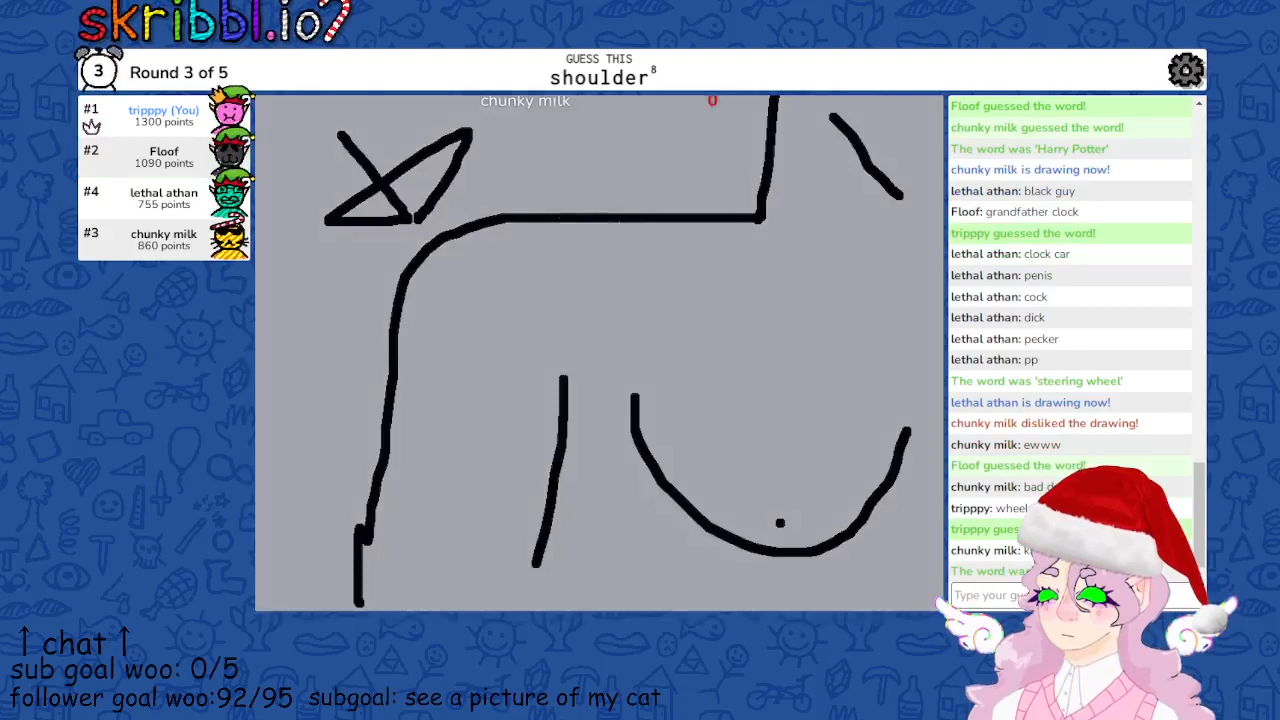 skribbl.io
3
Round 3 of 5
GUESS THIS
shoulder 8
#1
tripppy (You)
1300 points
#2
Floof
1090 points
#4
lethal athan
755 points
#3
chunky milk
860 points
chunky milk
0
Floof guessed the word!
chunky milk guessed the word!
The word was 'Harry Potter'
chunky milk is drawing now!
lethal athan: black guy
Floof: grandfather clock
tripppy guessed the word!
lethal athan: clock car
lethal athan: penis
lethal athan: cock
lethal athan: dick
lethal athan: pecker
lethal athan: pp
The word was 'steering wheel'
lethal athan is drawing now!
chunky milk disliked the drawing!
chunky milk: ewww
Floof guessed the word!
chunky milk: bad
tripppy: wheel
tripppy
chunky milk:
The word
Type your
↑ chat ↑
sub goal woo: 0/5
follower goal woo:92/95 subgoal: see a picture of my cat